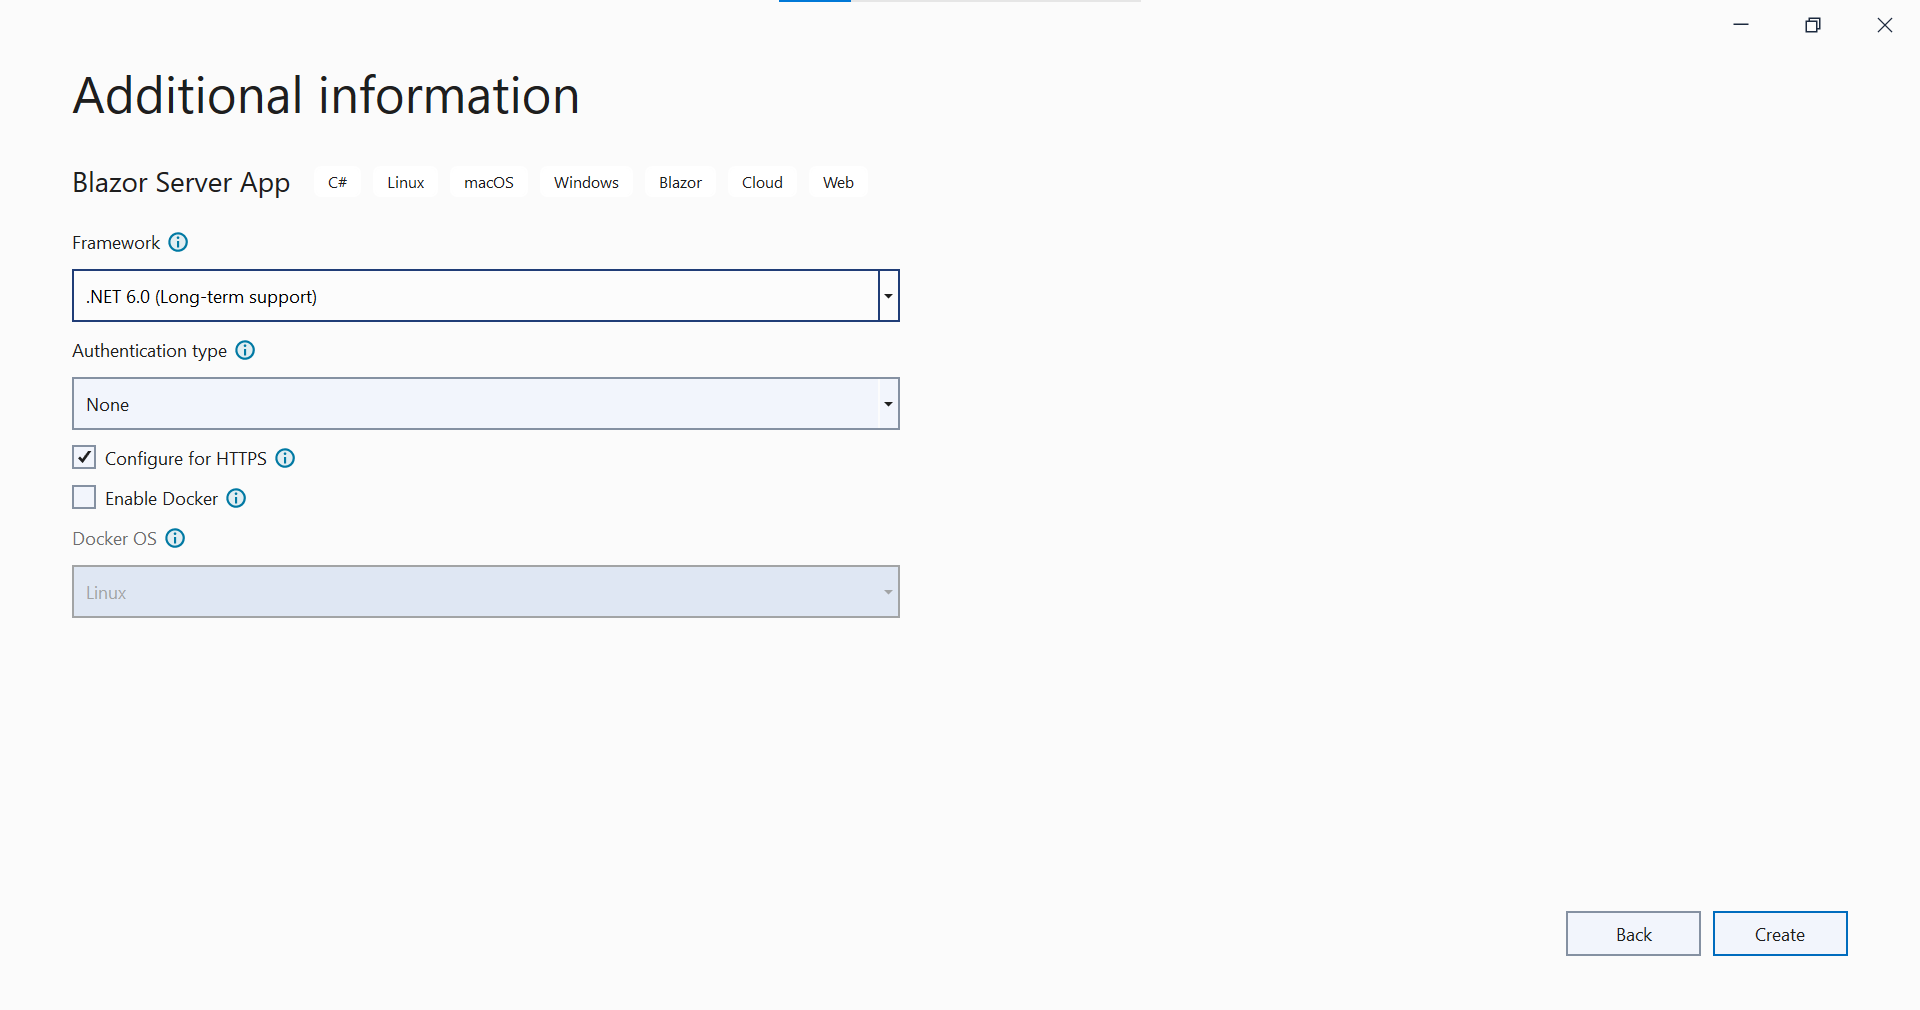 Additional information
Blazor Server App C# Linux macOS Windows Blazor Cloud Web
Framework
.NET 6.0 (Long-term support)
Authentication type
None
Configure for HTTPS
Enable Docker
Docker OS
Linux
Back Create